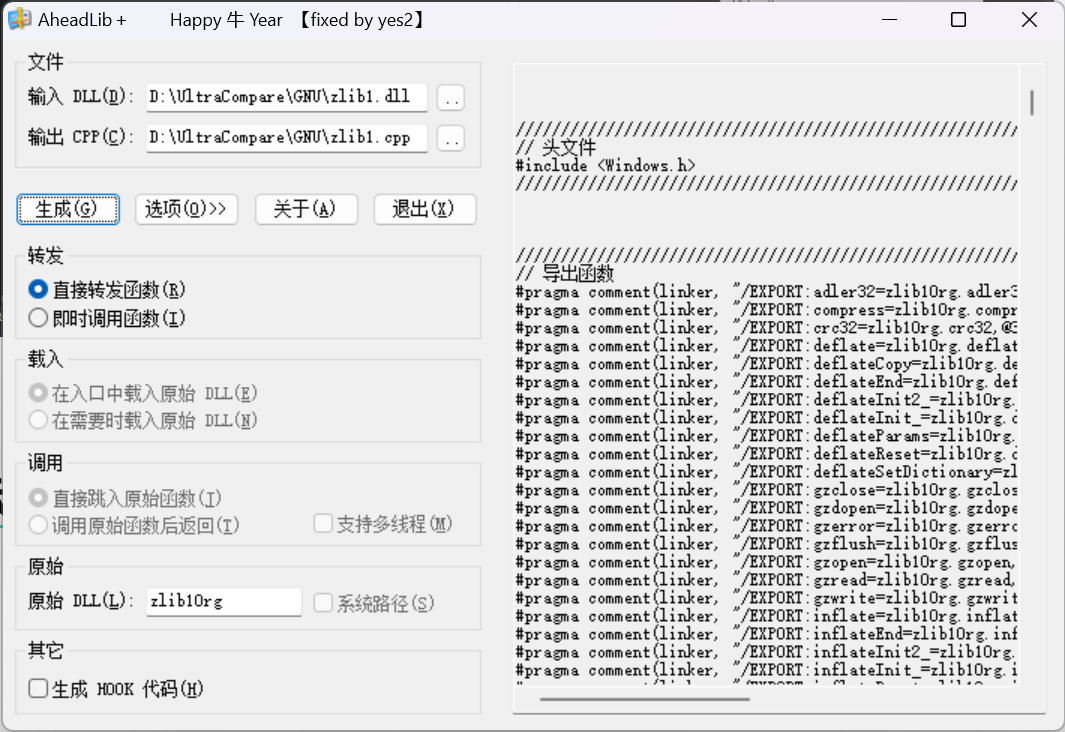 AheadLib + Happy 牛 Year 【fixed by yes2】
文件
输入 DLL(D): D:\UltraCompare\GNU\zlib1.dll ..
输出 CPP(C): D:\UltraCompare\GNU\zlib1.cpp ..
生成(G) 选项(O)>> 关于(A) 退出(X)
转发
直接转发函数(R)
即时调用函数(I)
载入
在入口中载入原始 DLL(E)
在需要时载入原始 DLL(N)
调用
直接跳入原始函数(J)
调用原始函数后返回(T) 支持多线程(M)
原始
原始 DLL(L): zlib1Org 系统路径(S)
其它
生成 HOOK 代码(H)
////////////////////////////////////////////////////////
// 头文件
#include <Windows.h>
////////////////////////////////////////////////////////
////////////////////////////////////////////////////////
// 导出函数
#pragma comment(linker, "/EXPORT:adler32=zlib1Org.adler3
#pragma comment(linker, "/EXPORT:compress=zlib1Org.compr
#pragma comment(linker, "/EXPORT:crc32=zlib1Org.crc32,@3
#pragma comment(linker, "/EXPORT:deflate=zlib1Org.deflat
#pragma comment(linker, "/EXPORT:deflateCopy=zlib1Org.de
#pragma comment(linker, "/EXPORT:deflateEnd=zlib1Org.def
#pragma comment(linker, "/EXPORT:deflateInit2_=zlib1Org.
#pragma comment(linker, "/EXPORT:deflateInit_=zlib1Org.d
#pragma comment(linker, "/EXPORT:deflateParams=zlib1Org.
#pragma comment(linker, "/EXPORT:deflateReset=zlib1Org.d
#pragma comment(linker, "/EXPORT:deflateSetDictionary=zl
#pragma comment(linker, "/EXPORT:gzclose=zlib1Org.gzclos
#pragma comment(linker, "/EXPORT:gzdopen=zlib1Org.gzdope
#pragma comment(linker, "/EXPORT:gzerror=zlib1Org.gzerro
#pragma comment(linker, "/EXPORT:gzflush=zlib1Org.gzflus
#pragma comment(linker, "/EXPORT:gzopen=zlib1Org.gzopen,
#pragma comment(linker, "/EXPORT:gzread=zlib1Org.gzread,
#pragma comment(linker, "/EXPORT:gzwrite=zlib1Org.gzwrit
#pragma comment(linker, "/EXPORT:inflate=zlib1Org.inflat
#pragma comment(linker, "/EXPORT:inflateEnd=zlib1Org.inf
#pragma comment(linker, "/EXPORT:inflateInit2_=zlib1Org.
#pragma comment(linker, "/EXPORT:inflateInit_=zlib1Org.i